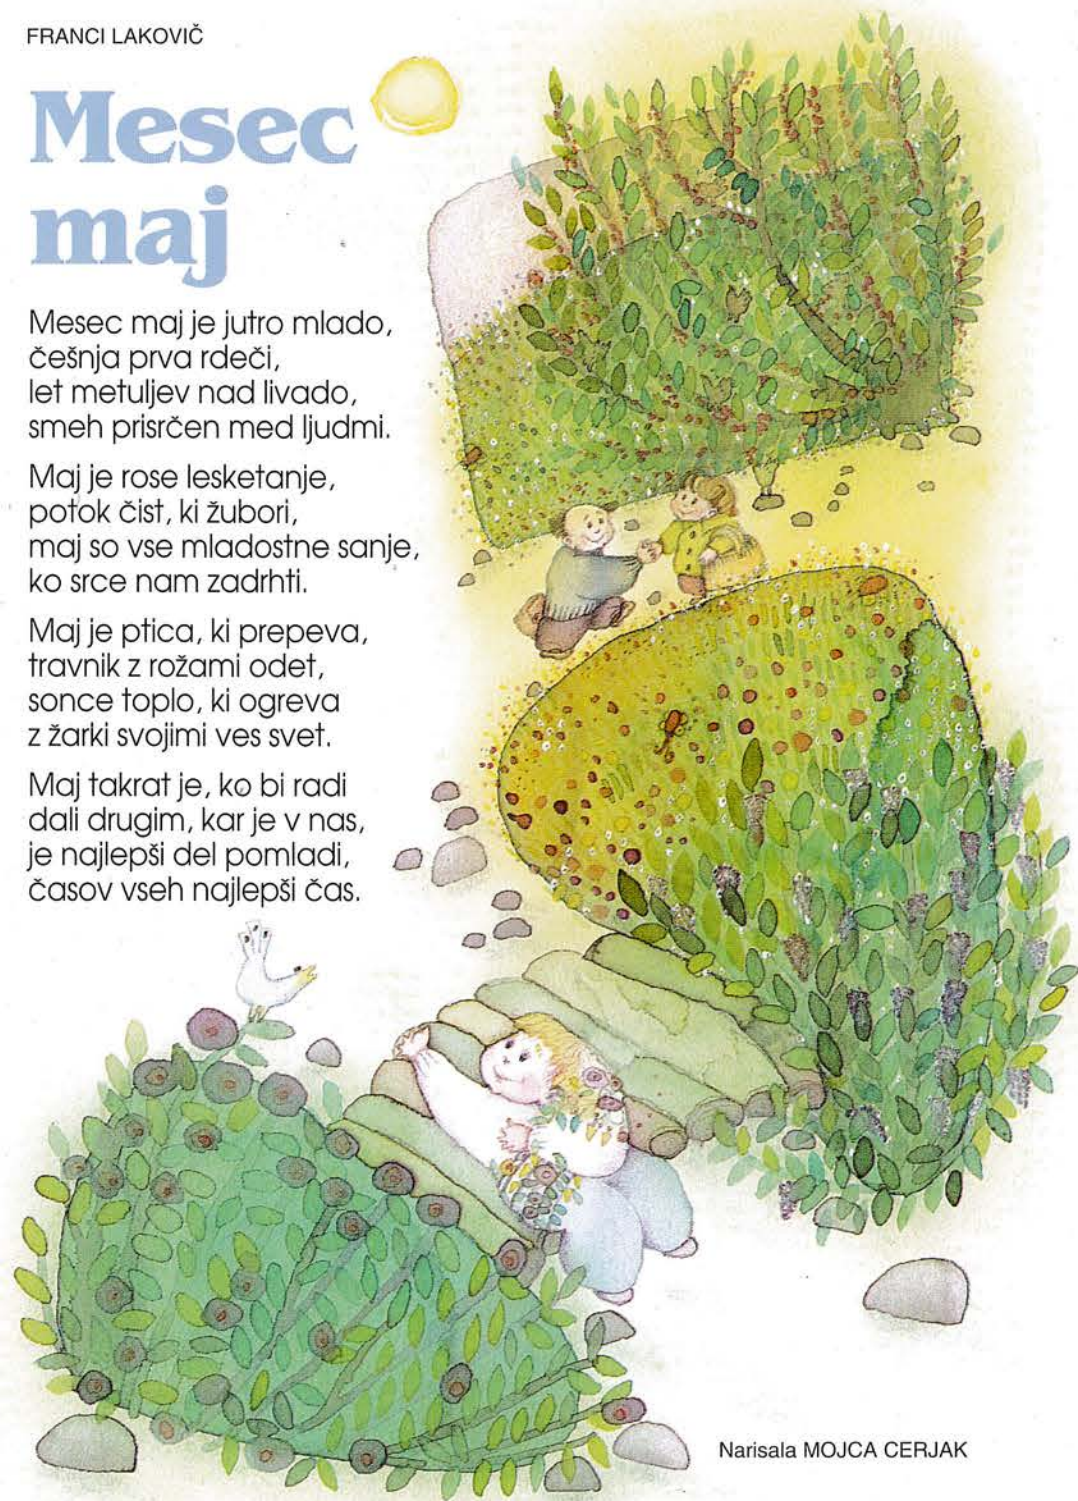 FRANCI LAKOVIČ
Mesec
maj
Mesec maj je jutro mlado,
češnja prva rdeči,
let metuljev nad livado,
smeh prisrčen med ljudmi.
Maj je rose lesketanje,
potok čist, ki žubori,
maj so vse mladostne sanje,
ko srce nam zadrhti.
Maj je ptica, ki prepeva,
travnik z rožami odet,
sonce toplo, ki ogreva
z žarki svojimi ves svet.
Maj takrat je, ko bi radi
dali drugim, kar je v nas,
je najlepši del pomladi,
časov vseh najlepši čas.
Narisala MOJCA CERJAK